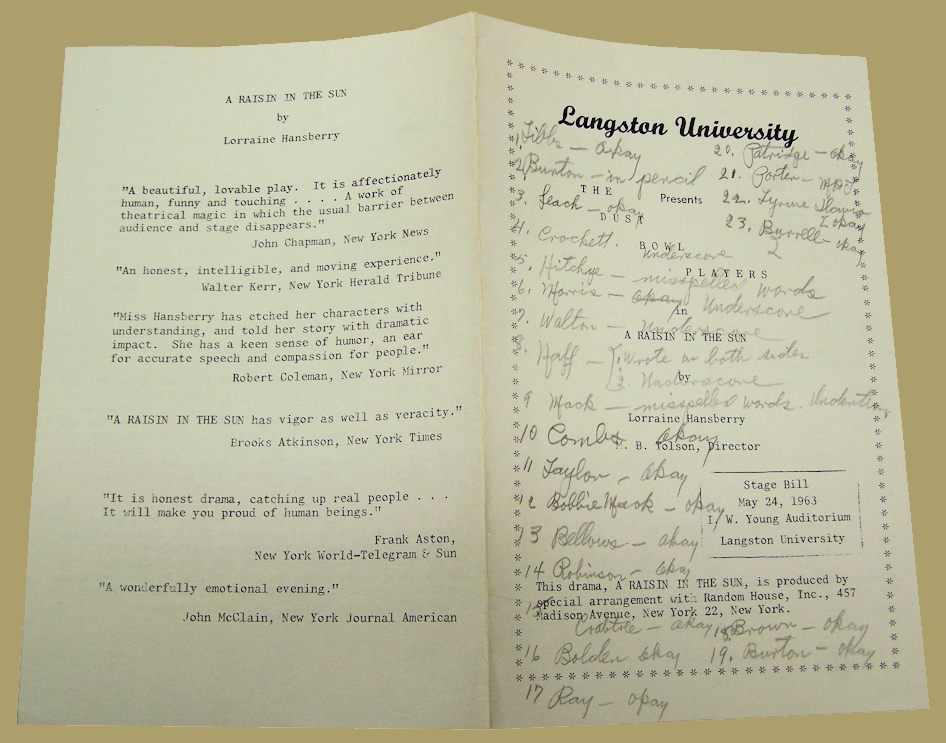 A RAISIN IN THE SUN
by
Lorraine Hansberry
"A beautiful, lovable play. It is affectionately
human, funny and touching . . . . A work of
theatrical magic in which the usual barrier between
audience and stage disappears."
John Chapman, New York News
"An honest, intelligible, and moving experience."
Walter Kerr, New York Herald Tribune
"Miss Hansberry has etched her characters with
understanding, and told her story with dramatic
impact. She has a keen sense of humor, an ear
for accurate speech and compassion for people."
Robert Coleman, New York Mirror
"A RAISIN IN THE SUN has vigor as well as veracity."
Brooks Atkinson, New York Times
"It is honest drama, catching up real people . . .
It will make you proud of human beings."
Frank Aston,
New York World-Telegram & Sun
"A wonderfully emotional evening."
John McClain, New York Journal American
Langston University
Presents
THE
DUST
BOWL
PLAYERS
in
A RAISIN IN THE SUN
by
Lorraine Hansberry
M. B. Tolson, Director
Stage Bill
May 24, 1963
I. W. Young Auditorium
Langston University
This drama, A RAISIN IN THE SUN, is produced by
special arrangement with Random House, Inc., 457
Madison Avenue, New York 22, New York.
1. – okay
2. Burton – in pencil
3. Leach – okay
4. Crockett.
Underscore
5. Hitchye – misspelled words
6. Morris – okay Underscore
7. Walton – Underscore
8. Haff – 1. Wrote on both sides
2. Underscore
9 Mack – misspelled words.
10 Combs okay
11 Taylor – okay
12 Bobbie Mack – okay
13 Bellows – okay
14 Robinson – okay
15 Crabtree – okay
16 Bolden okay
17 Ray – okay
18. Brown – okay
19. Burton – okay
20. Patridge – okay
21. Porter –
22. Tyrine
okay
23. Burrell – okay